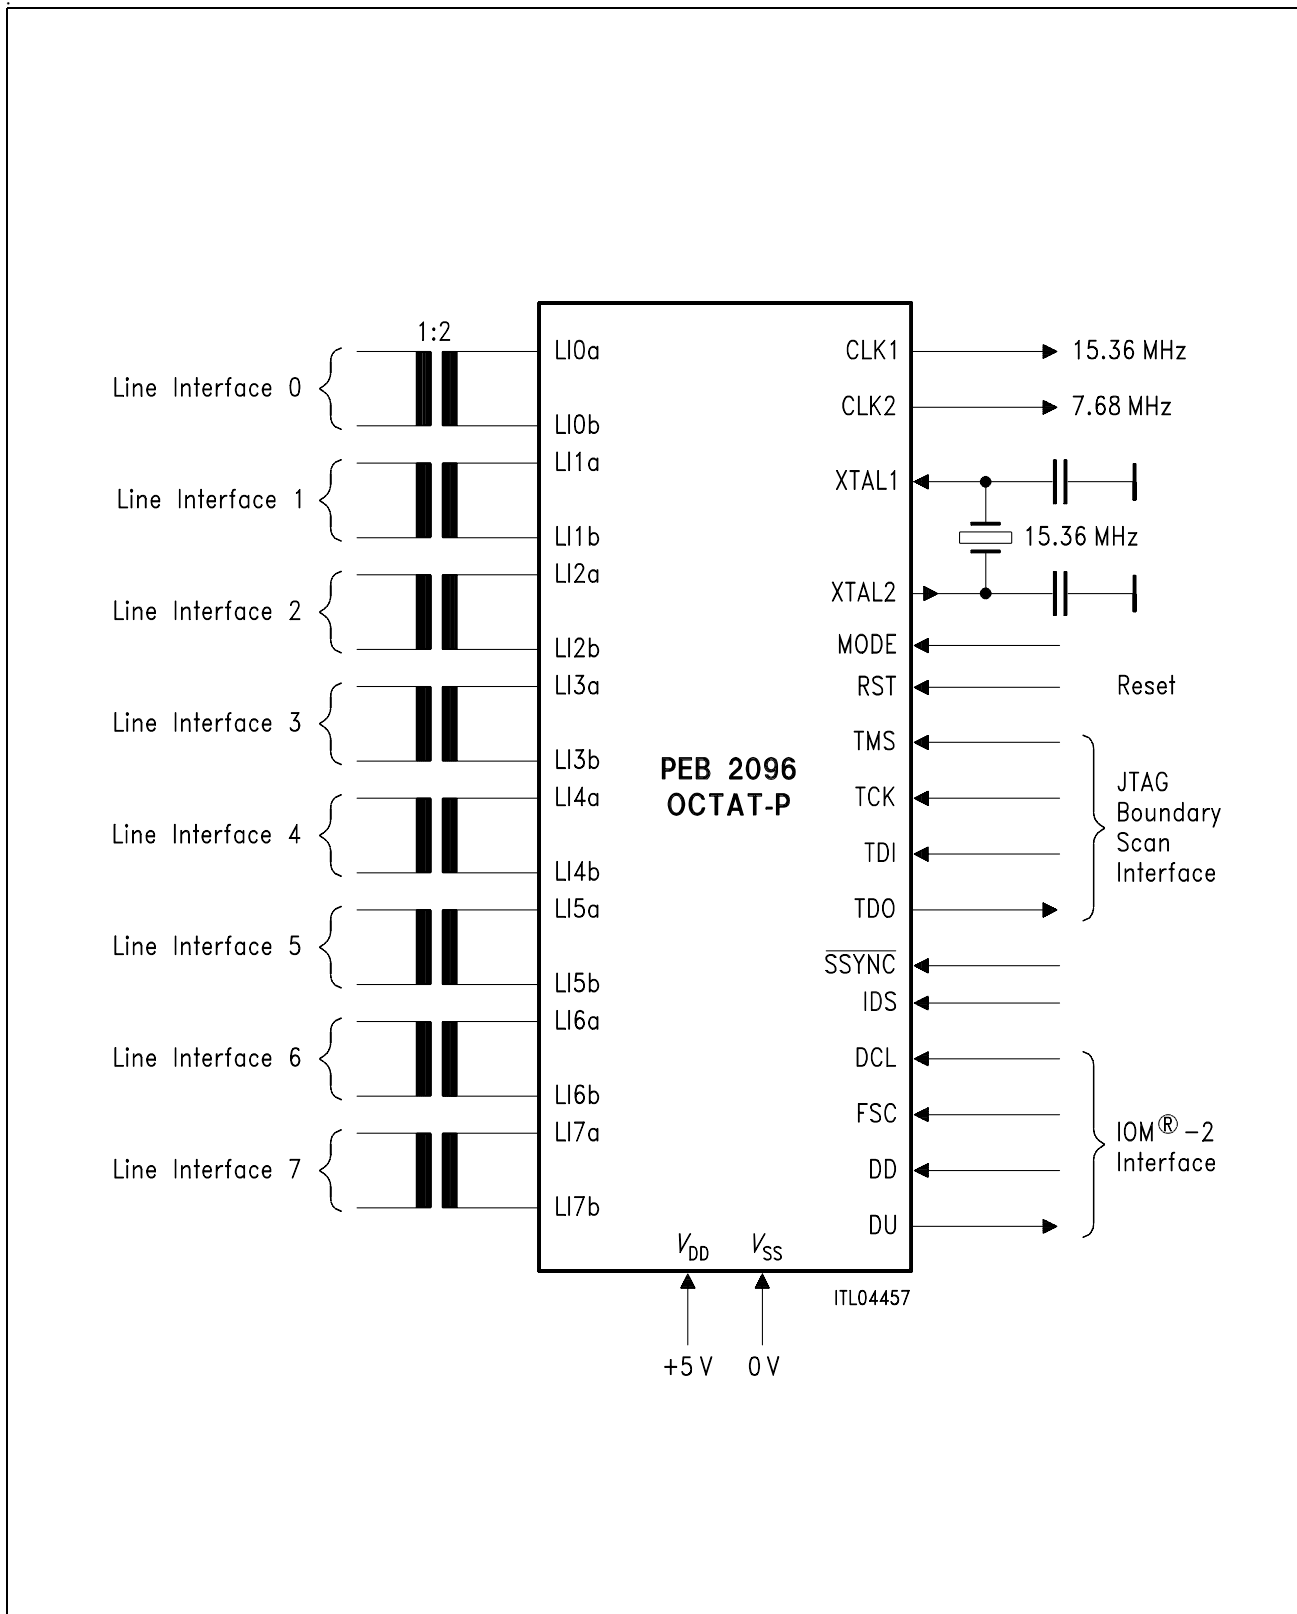 1:2
Line Interface 0
LI0a
LI0b
Line Interface 1
LI1a
LI1b
Line Interface 2
LI2a
LI2b
Line Interface 3
LI3a
LI3b
Line Interface 4
LI4a
LI4b
Line Interface 5
LI5a
LI5b
Line Interface 6
LI6a
LI6b
Line Interface 7
LI7a
LI7b
PEB 2096
OCTAT-P
CLK1
15.36 MHz
CLK2
7.68 MHz
XTAL1
15.36 MHz
XTAL2
MODE
RST
Reset
TMS
TCK
TDI
TDO
JTAG
Boundary
Scan
Interface
SSYNC
IDS
DCL
FSC
DD
DU
IOM®-2
Interface
VDD
VSS
+5 V
0 V
ITL04457